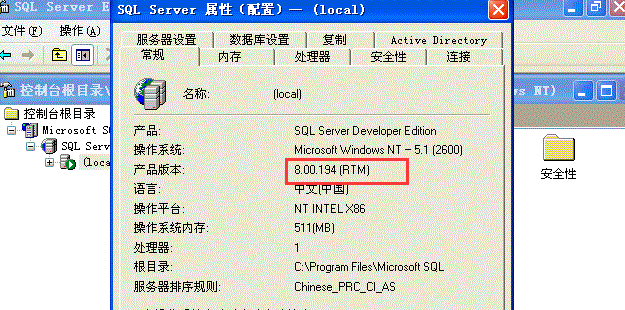 SQL Server E
SQL Server 属性（配置）— (local)
文件(F) 操作(A)
服务器设置 数据库设置 复制 Active Directory
常规 内存 处理器 安全性 连接
控制台根目录\
NT)
控制台根目录
名称: (local)
Microsoft SQ
产品: SQL Server Developer Edition
SQL Serv
操作系统: Microsoft Windows NT - 5.1 (2600)
(loca
产品版本: 8.00.194 (RTM)
安全性
语言: 中文(中国)
操作平台: NT INTEL X86
操作系统内存: 511(MB)
处理器: 1
根目录: C:\Program Files\Microsoft SQL
服务器排序规则: Chinese_PRC_CI_AS